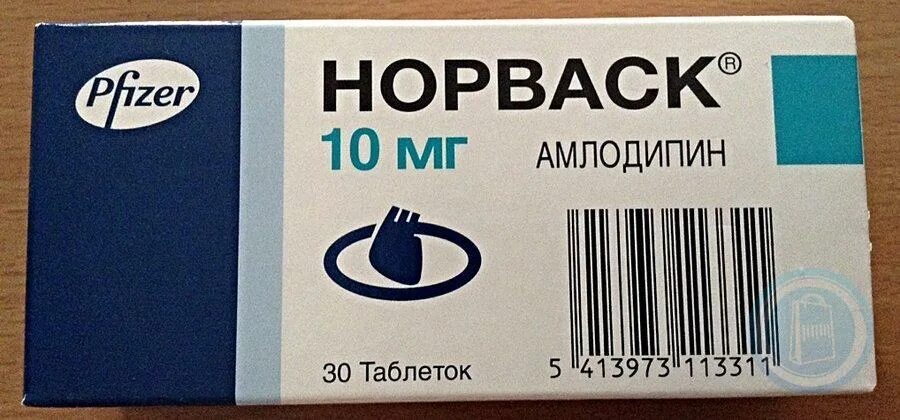 Pfizer
НОРВАСК®
10 мг
АМЛОДИПИН
30 Таблеток
5 413973 113311